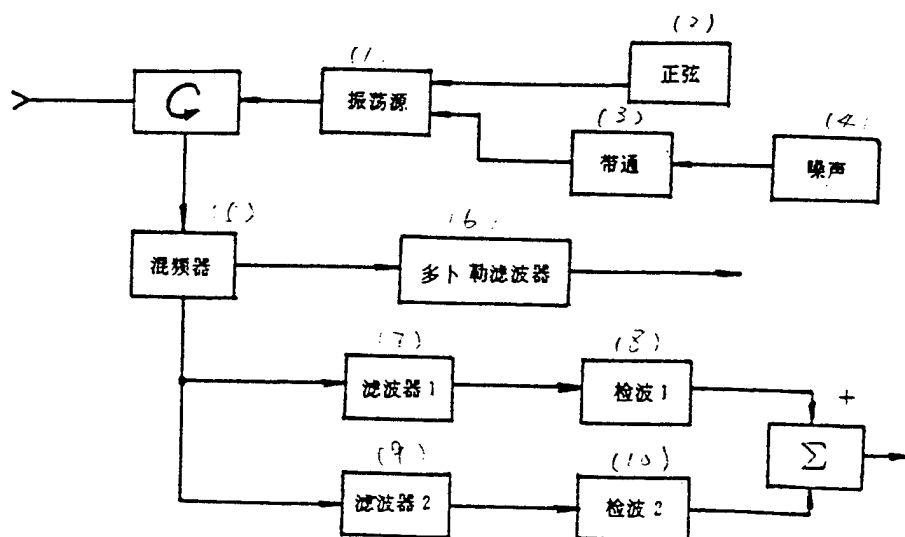 (2)
正弦
(1)
振荡源
(3)
带通
(4)
噪声
(5)
混频器
(6)
多卜勒滤波器
(7)
滤波器1
(8)
检波1
+
Σ
(9)
滤波器2
(10)
检波2